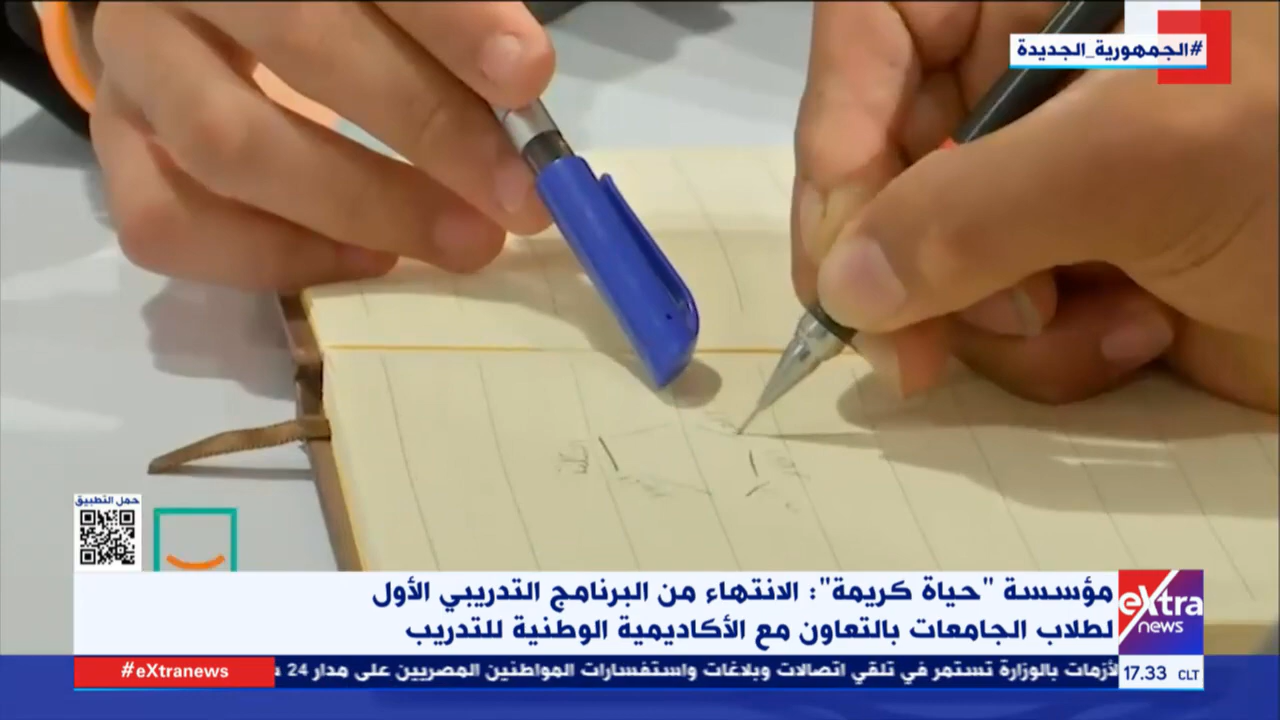 #الجمهورية_الجديدة
حمل التطبيق
مؤسسة "حياة كريمة": الانتهاء من البرنامج التدريبي الأول
لطلاب الجامعات بالتعاون مع الأكاديمية الوطنية للتدريب
eXtra
news
#eXtranews
لأزمات بالوزارة تستمر في تلقي اتصالات وبلاغات واستفسارات المواطنين المصريين على مدار 24
17.33 CLT